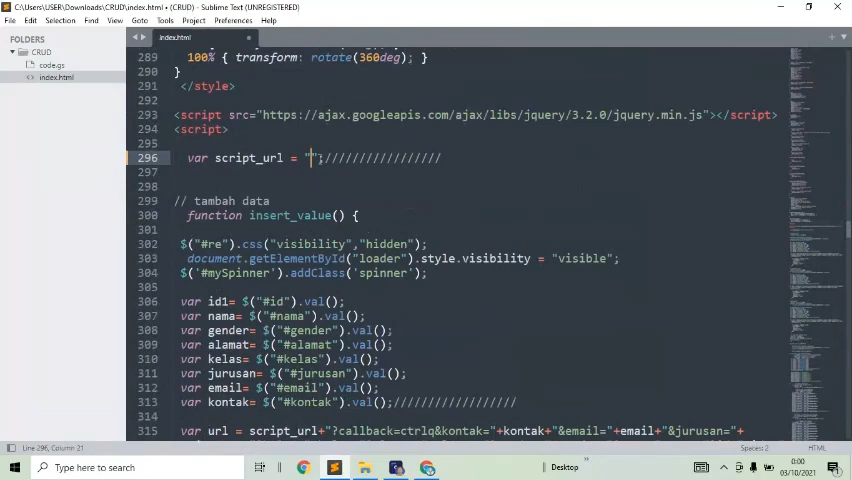 C:\Users\USER\Downloads\CRUD\index.html • (CRUD) - Sublime Text (UNREGISTERED)
File Edit Selection Find View Goto Tools Project Preferences Help
FOLDERS
CRUD
code.gs
index.html
index.html
289 100% { transform: rotate(360deg); }
290 }
291 </style>
292
293 <script src="https://ajax.googleapis.com/ajax/libs/jquery/3.2.0/jquery.min.js"></script>
294 <script>
295
296 var script_url = "";/////////////////
297
298
299 // tambah data
300 function insert_value() {
301
302 $("#re").css("visibility","hidden");
303 document.getElementById("loader").style.visibility = "visible";
304 $('#mySpinner').addClass('spinner');
305
306 var id1= $("#id").val();
307 var nama= $("#nama").val();
308 var gender= $("#gender").val();
309 var alamat= $("#alamat").val();
310 var kelas= $("#kelas").val();
311 var jurusan= $("#jurusan").val();
312 var email= $("#email").val();
313 var kontak= $("#kontak").val();//////////////////
314
315 var url = script_url+"?callback=ctrlq&kontak="+kontak+"&email="+email+"&jurusan="+
Line 296, Column 21
Spaces: 2
HTML
Type here to search
Desktop
0:00
03/10/2021